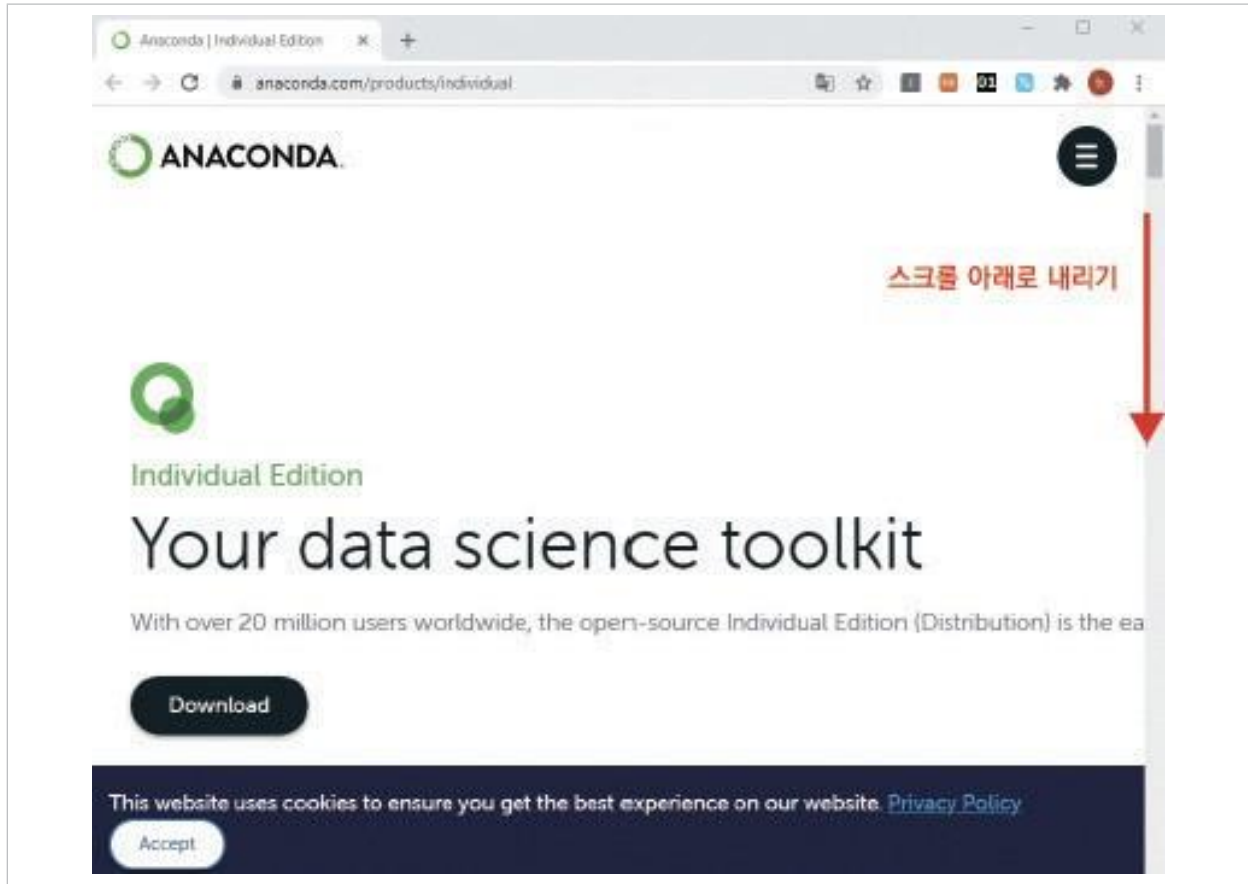 Anaconda | Individual Edition
anaconda.com/products/individual
ANACONDA.
스크롤 아래로 내리기
Individual Edition
Your data science toolkit
With over 20 million users worldwide, the open-source Individual Edition (Distribution) is the ea
Download
This website uses cookies to ensure you get the best experience on our website. Privacy Policy
Accept